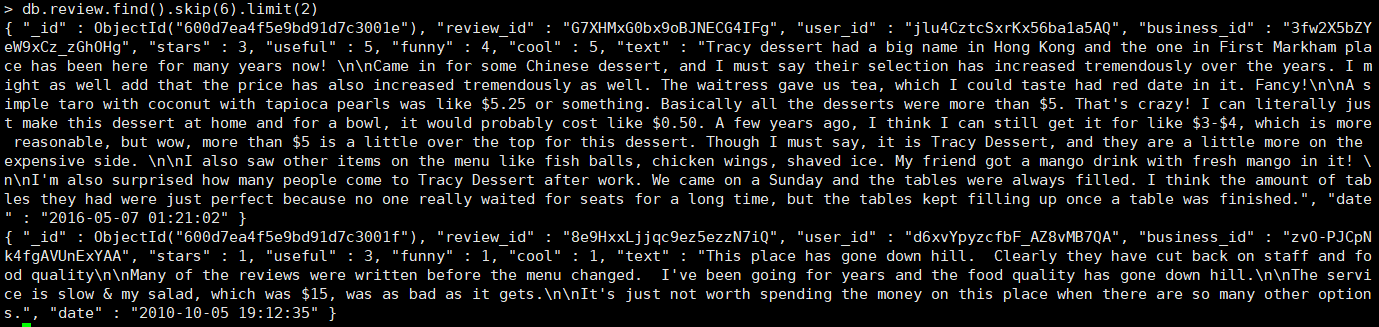 > db.review.find().skip(6).limit(2)
{ "_id" : ObjectId("600d7ea4f5e9bd91d7c3001e"), "review_id" : "G7XHMxG0bx9oBJNECG4IFg", "user_id" : "jlu4CztcSxrKx56ba1a5AQ", "business_id" : "3fw2X5bZY
eW9xCz_zGhOHg", "stars" : 3, "useful" : 5, "funny" : 4, "cool" : 5, "text" : "Tracy dessert had a big name in Hong Kong and the one in First Markham pla
ce has been here for many years now! \n\nCame in for some Chinese dessert, and I must say their selection has increased tremendously over the years. I m
ight as well add that the price has also increased tremendously as well. The waitress gave us tea, which I could taste had red date in it. Fancy!\n\nA s
imple taro with coconut with tapioca pearls was like $5.25 or something. Basically all the desserts were more than $5. That's crazy! I can literally jus
t make this dessert at home and for a bowl, it would probably cost like $0.50. A few years ago, I think I can still get it for like $3-$4, which is more
 reasonable, but wow, more than $5 is a little over the top for this dessert. Though I must say, it is Tracy Dessert, and they are a little more on the 
expensive side. \n\nI also saw other items on the menu like fish balls, chicken wings, shaved ice. My friend got a mango drink with fresh mango in it! \
n\nI'm also surprised how many people come to Tracy Dessert after work. We came on a Sunday and the tables were always filled. I think the amount of tab
les they had were just perfect because no one really waited for seats for a long time, but the tables kept filling up once a table was finished.", "date
" : "2016-05-07 01:21:02" }
{ "_id" : ObjectId("600d7ea4f5e9bd91d7c3001f"), "review_id" : "8e9HxxLjjqc9ez5ezzN7iQ", "user_id" : "d6xvYpyzcfbF_AZ8vMB7QA", "business_id" : "zvO-PJCpN
k4fgAVUnExYAA", "stars" : 1, "useful" : 3, "funny" : 1, "cool" : 1, "text" : "This place has gone down hill.  Clearly they have cut back on staff and fo
od quality\n\nMany of the reviews were written before the menu changed.  I've been going for years and the food quality has gone down hill.\n\nThe servi
ce is slow & my salad, which was $15, was as bad as it gets.\n\nIt's just not worth spending the money on this place when there are so many other option
s.", "date" : "2010-10-05 19:12:35" }